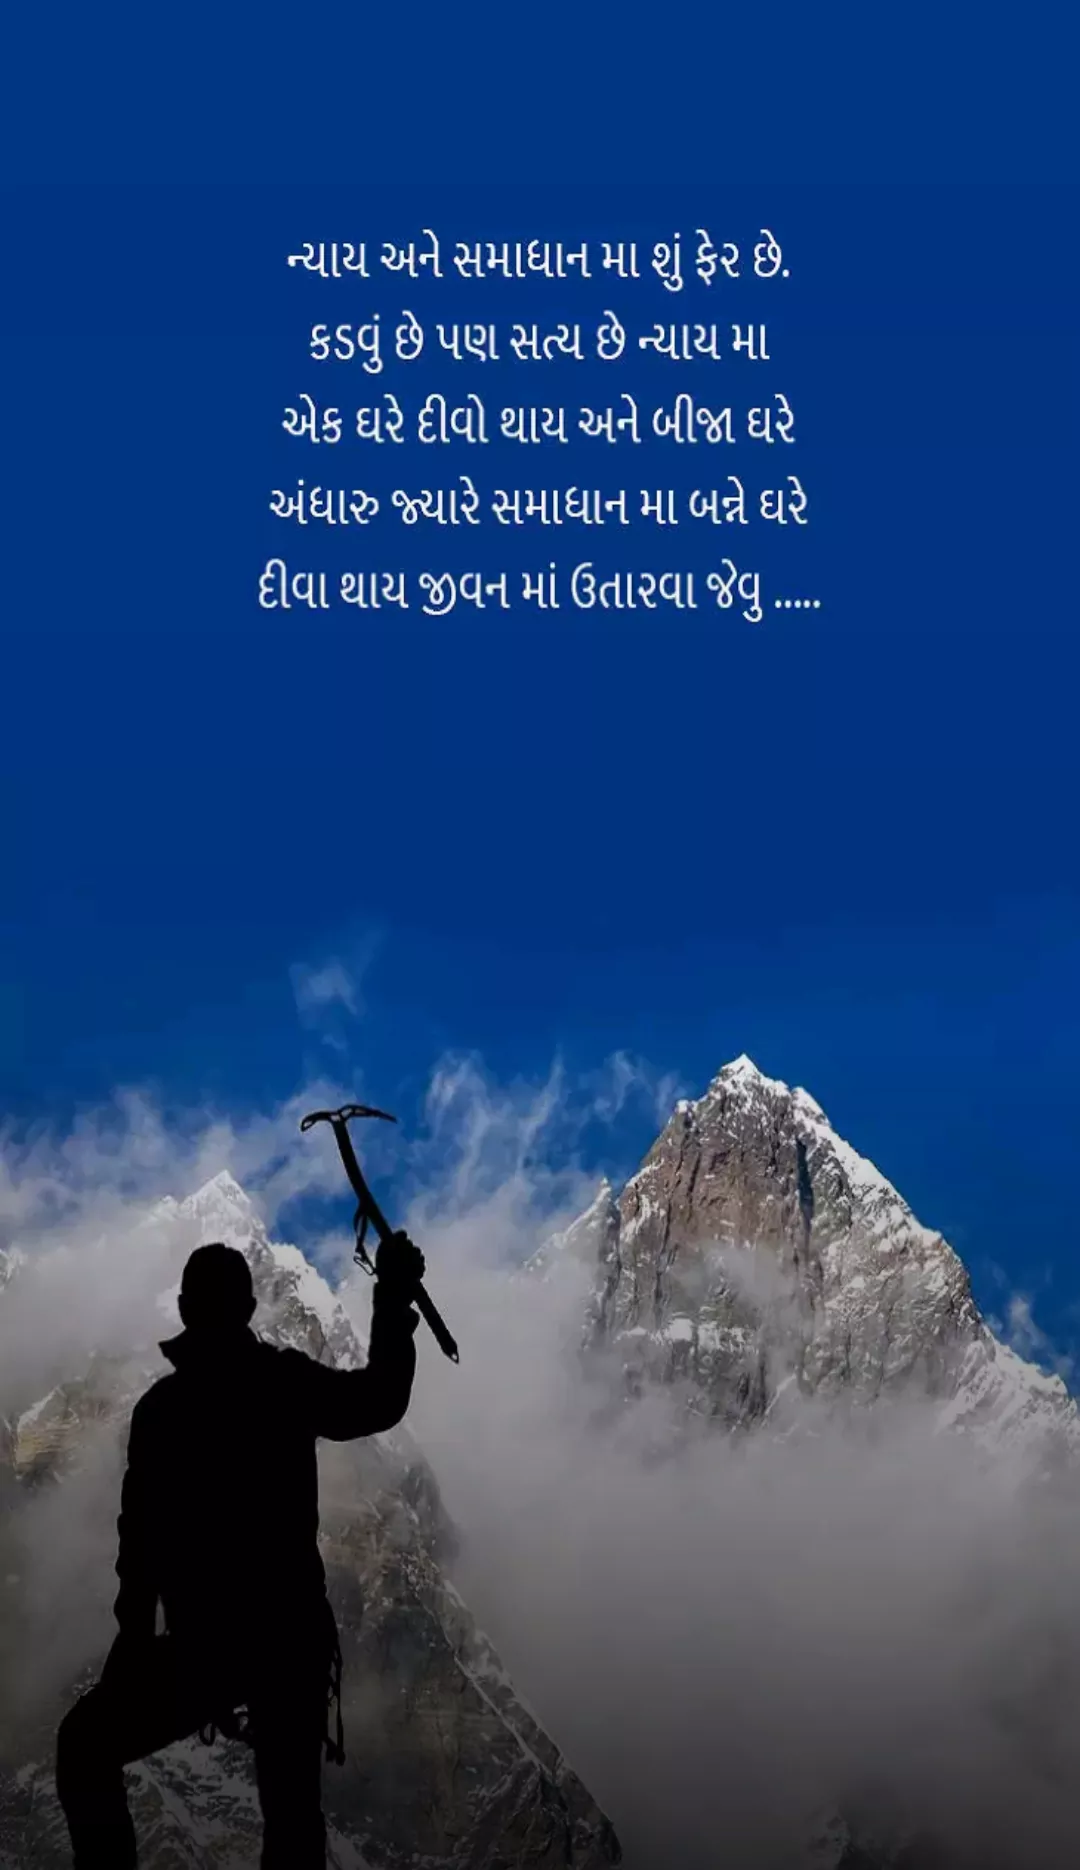 ન્યાય અને સમાધાન મા શું ફેર છે.
કડવું છે પણ સત્ય છે ન્યાય મા
એક ઘરે દીવો થાય અને બીજા ઘરે
અંધારુ જ્યારે સમાધાન મા બન્ને ઘરે
દીવા થાય જીવન માં ઉતારવા જેવુ .....